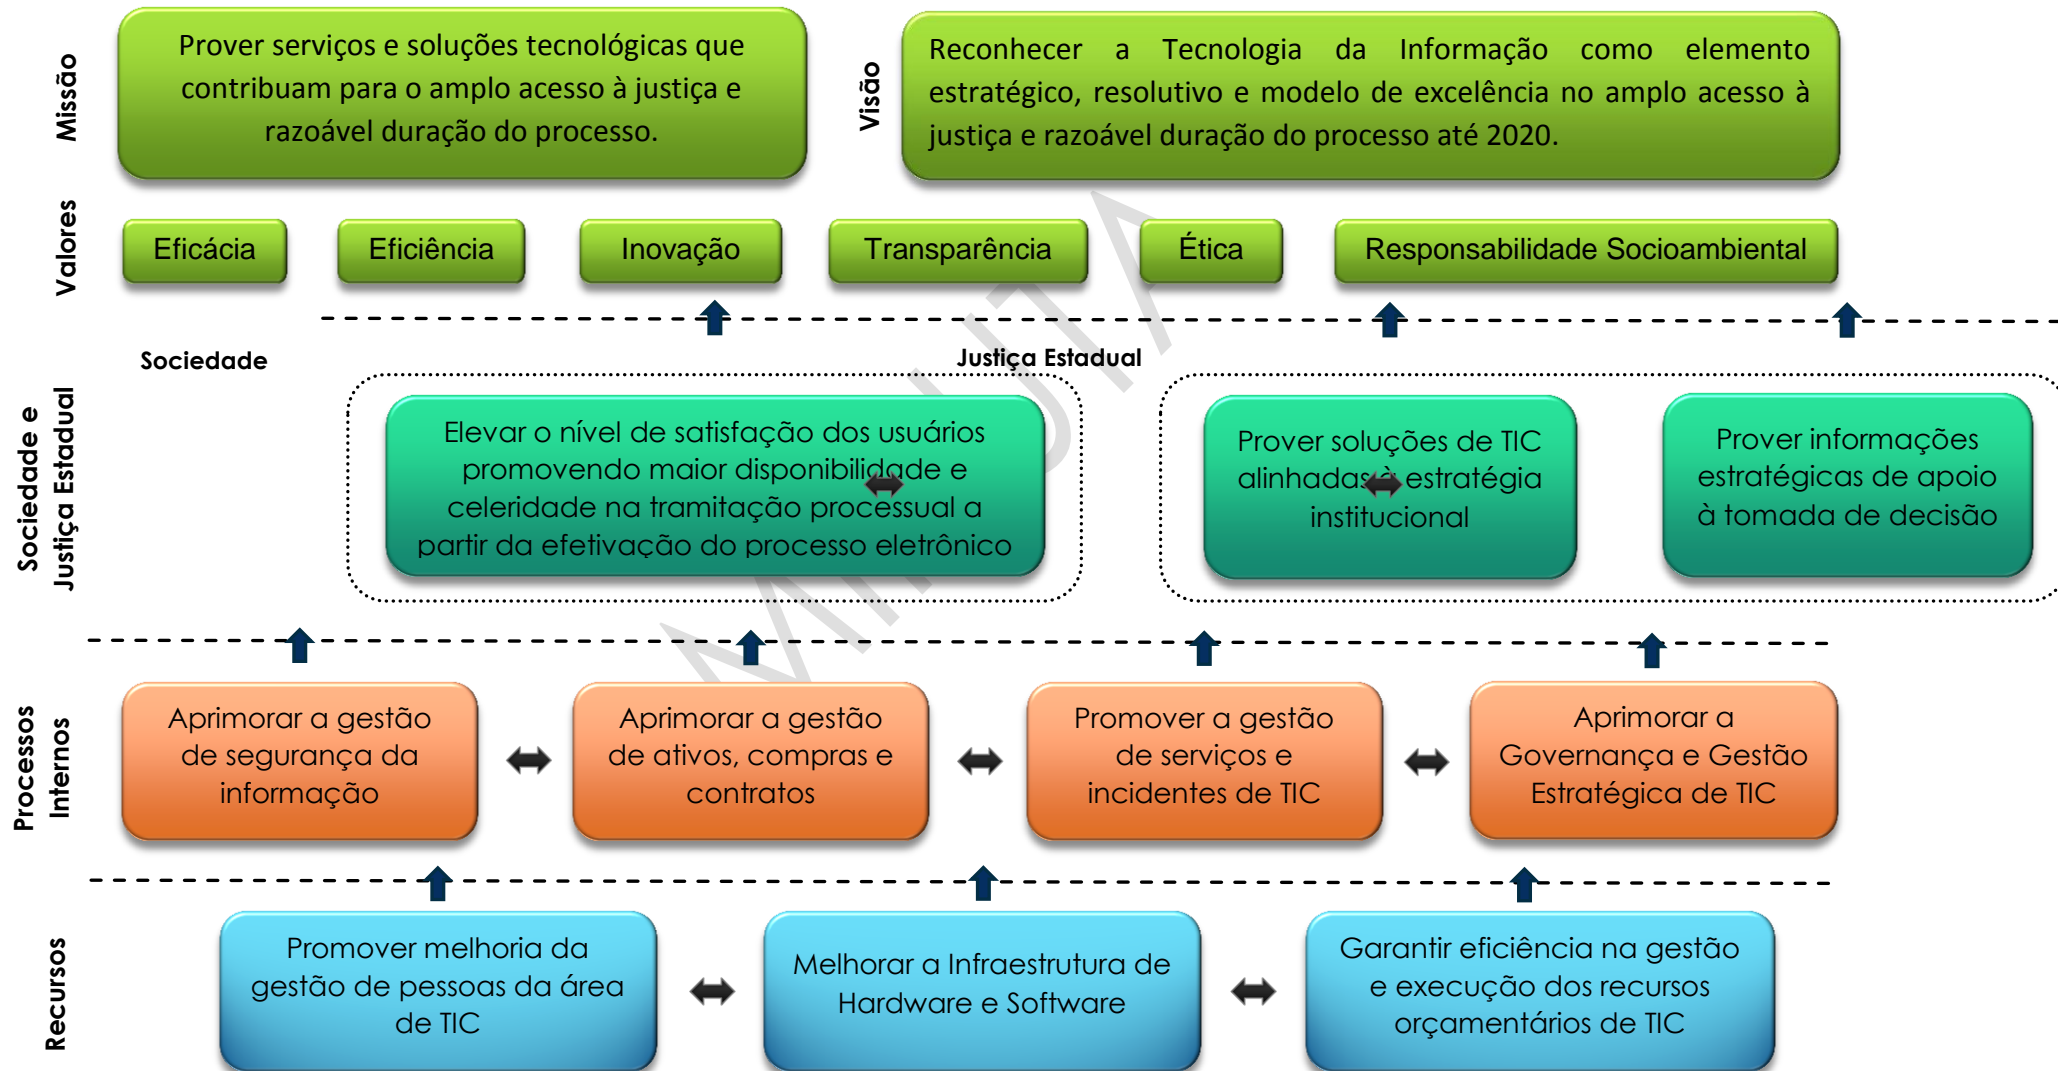 Missão
Prover serviços e soluções tecnológicas que
contribuam para o amplo acesso à justiça e
razoável duração do processo.
Visão
Reconhecer a Tecnologia da Informação como elemento
estratégico, resolutivo e modelo de excelência no amplo acesso à
justiça e razoável duração do processo até 2020.
Valores
Eficácia
Eficiência
Inovação
Transparência
Ética
Responsabilidade Socioambiental
Sociedade e
Justiça Estadual
Sociedade
Justiça Estadual
Elevar o nível de satisfação dos usuários
promovendo maior disponibilidade e
celeridade na tramitação processual a
partir da efetivação do processo eletrônico
Prover soluções de TIC
alinhadas à estratégia
institucional
Prover informações
estratégicas de apoio
à tomada de decisão
MINUTA
Processos
Internos
Aprimorar a gestão
de segurança da
informação
Aprimorar a gestão
de ativos, compras e
contratos
Promover a gestão
de serviços e
incidentes de TIC
Aprimorar a
Governança e Gestão
Estratégica de TIC
Recursos
Promover melhoria da
gestão de pessoas da área
de TIC
Melhorar a Infraestrutura de
Hardware e Software
Garantir eficiência na gestão
e execução dos recursos
orçamentários de TIC